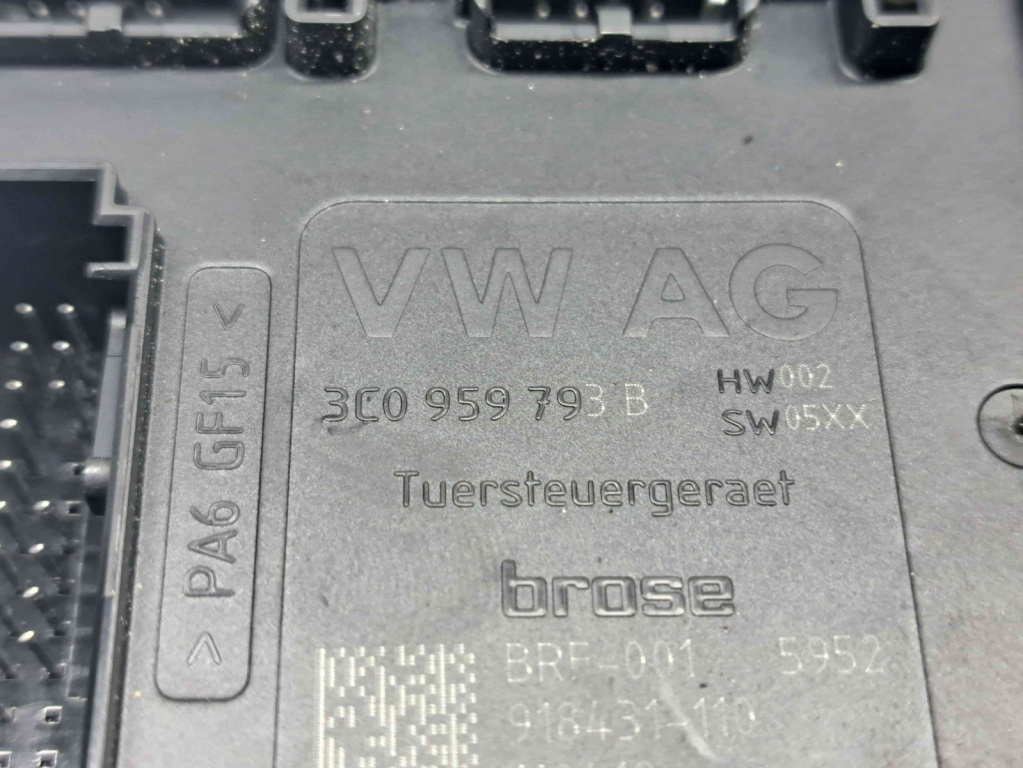 VW AG
3C0 959 793 B
HW002
SW05XX
Tuersteuergeraet
brose
BRF-001 5952
918431-110
> PA6 GF15 <